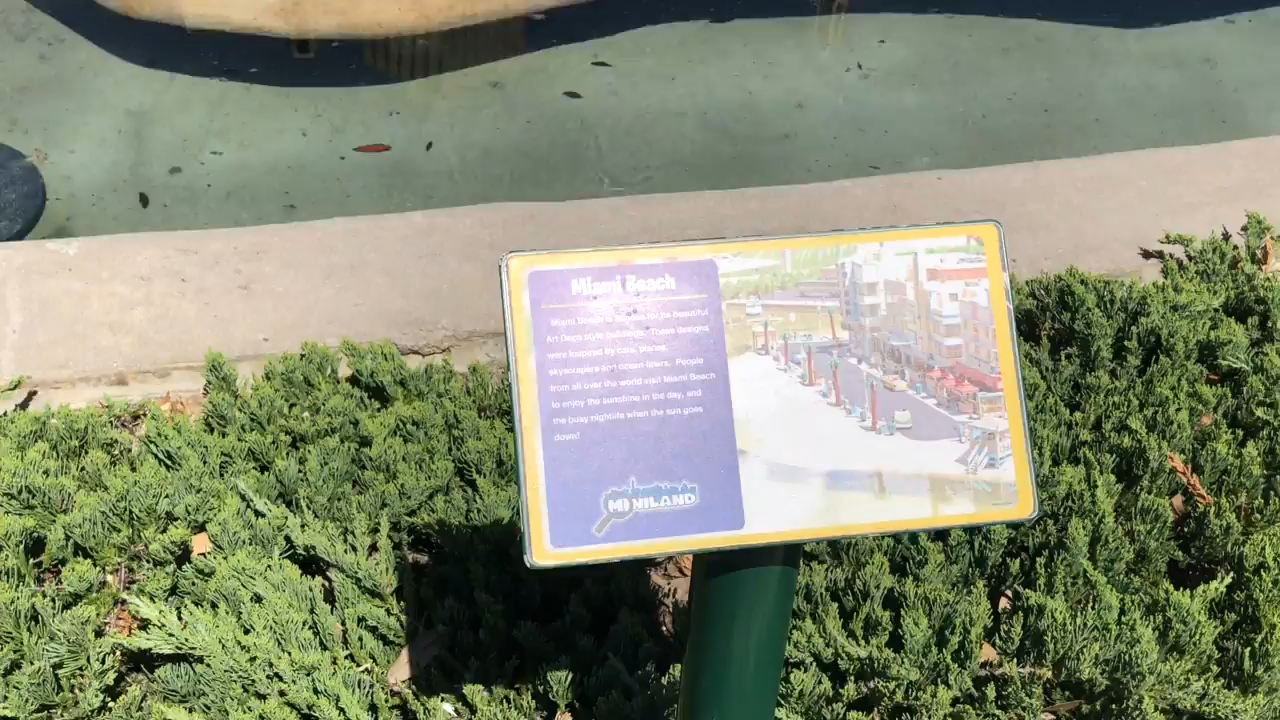 Miami Beach
Miami Beach is famous for its beautiful
Art Deco style buildings. These designs
were inspired by cars, planes,
skyscrapers and ocean liners. People
from all over the world visit Miami Beach
to enjoy the sunshine in the day, and
the busy nightlife when the sun goes
down!
MINILAND